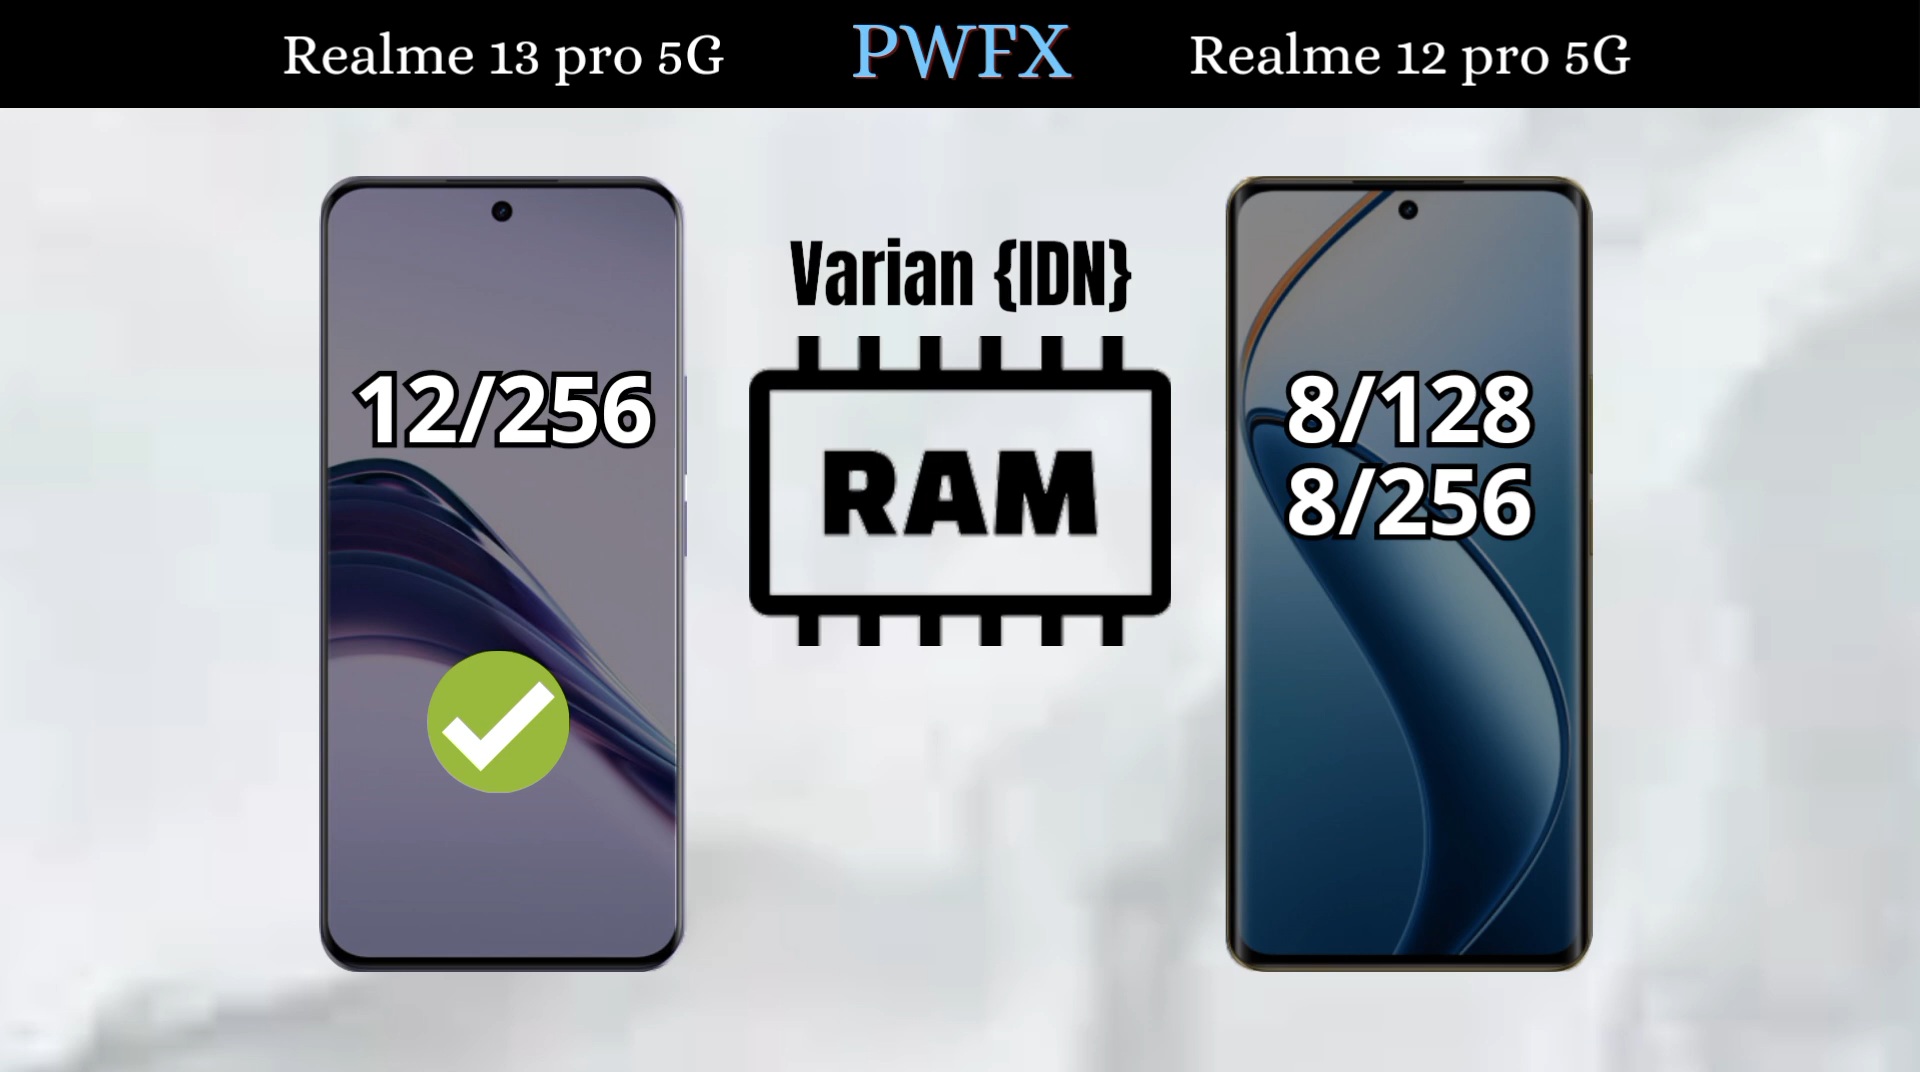 Realme 13 pro 5G
PWFX
Realme 12 pro 5G
Varian {IDN}
12/256
RAM
8/128
8/256